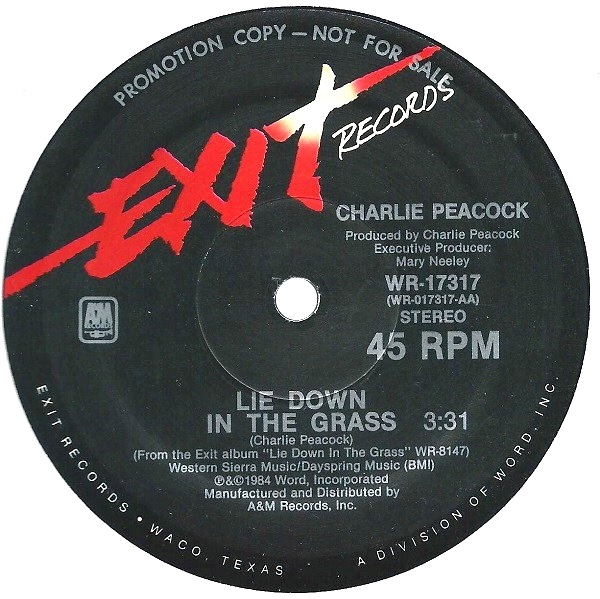 PROMOTION COPY — NOT FOR SALE
EXIT
RECORDS
CHARLIE PEACOCK
Produced by Charlie Peacock
Executive Producer:
Mary Neeley
WR-17317
(WR-017317-AA)
STEREO
45 RPM
A&M
RECORDS
LIE DOWN
IN THE GRASS 3:31
(Charlie Peacock)
(From the Exit album "Lie Down In The Grass" WR-8147)
Western Sierra Music/Dayspring Music (BMI)
℗&©1984 Word, Incorporated
Manufactured and Distributed by
A&M Records, Inc.
EXIT RECORDS • WACO, TEXAS
A DIVISION OF WORD, INC.